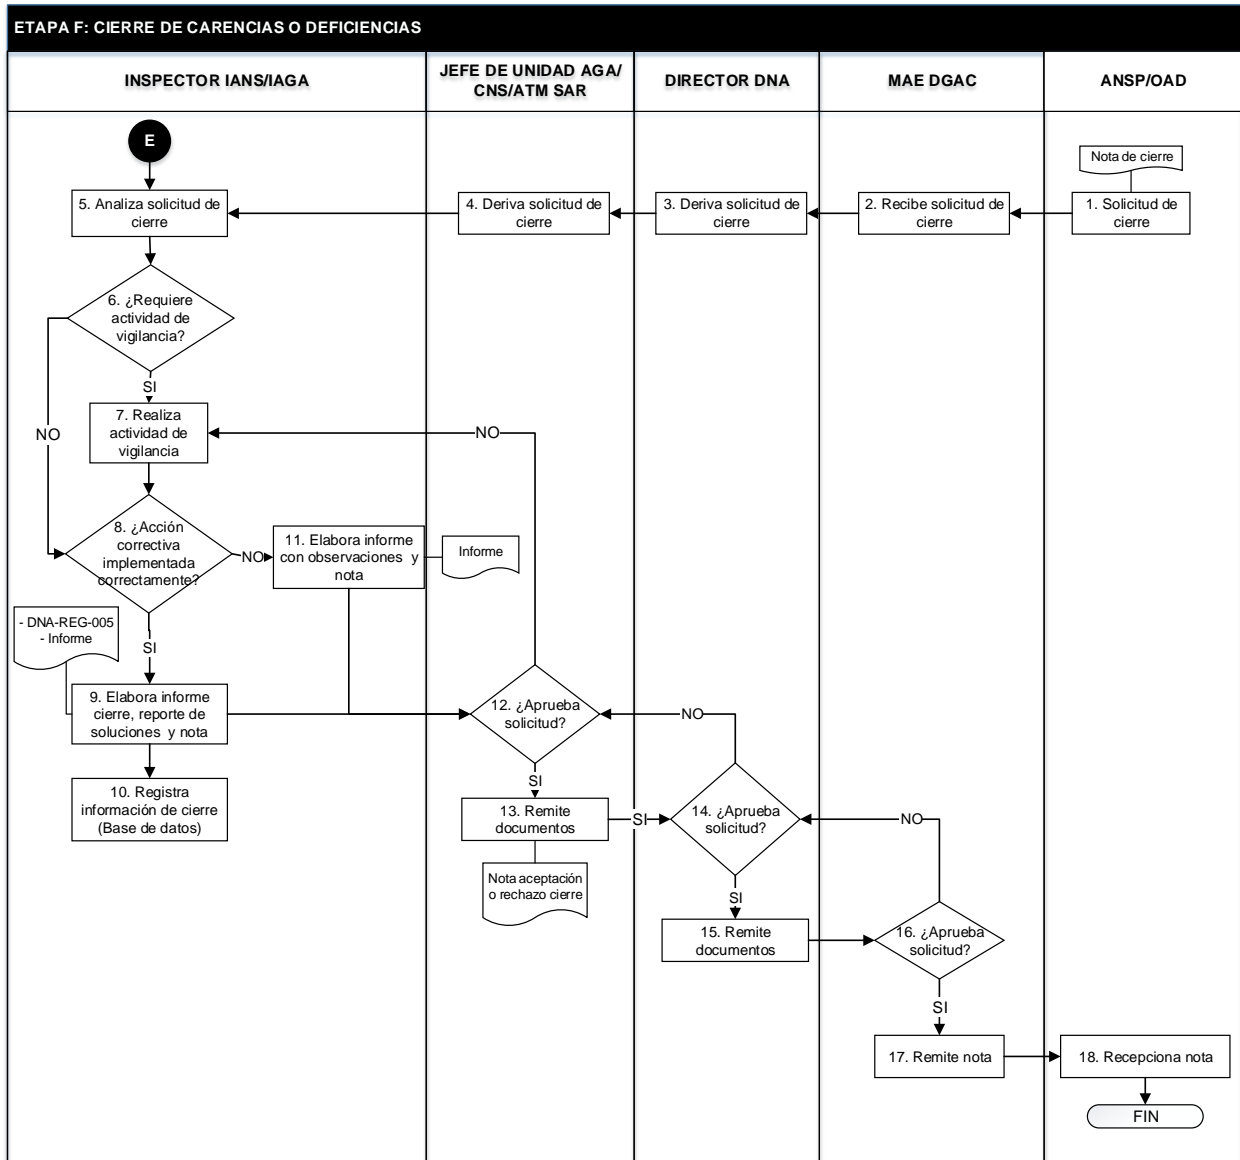 ETAPA F: CIERRE DE CARENCIAS O DEFICIENCIAS
INSPECTOR IANS/IAGA
JEFE DE UNIDAD AGA/
CNS/ATM SAR
DIRECTOR DNA
MAE DGAC
ANSP/OAD
E
Nota de cierre
5. Analiza solicitud de
cierre
4. Deriva solicitud de
cierre
3. Deriva solicitud de
cierre
2. Recibe solicitud de
cierre
1. Solicitud de
cierre
6. ¿Requiere
actividad de
vigilancia?
SI
NO
7. Realiza
actividad de
vigilancia
NO
8. ¿Acción
correctiva
implementada
correctamente?
NO
11. Elabora informe
con observaciones y
nota
Informe
- DNA-REG-005
- Informe
SI
9. Elabora informe
cierre, reporte de
soluciones y nota
12. ¿Aprueba
solicitud?
NO
10. Registra
información de cierre
(Base de datos)
SI
13. Remite
documentos
SI
14. ¿Aprueba
solicitud?
NO
Nota aceptación
o rechazo cierre
SI
15. Remite
documentos
16. ¿Aprueba
solicitud?
SI
17. Remite nota
18. Recepciona nota
FIN